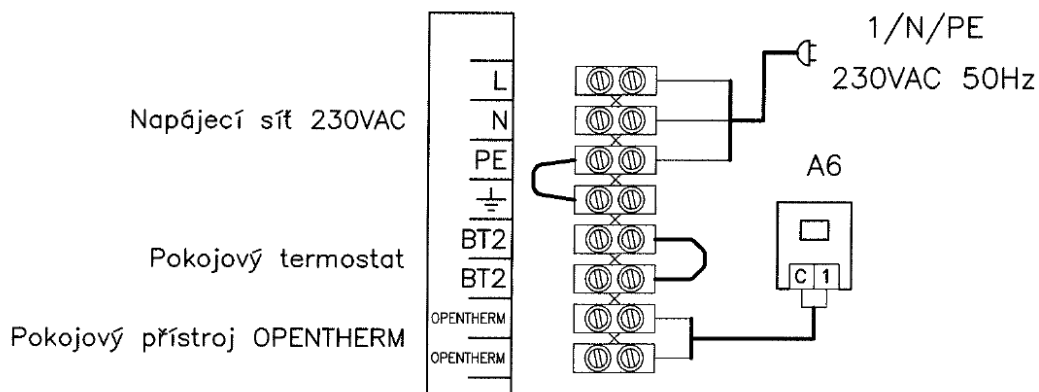 1/N/PE
230VAC 50Hz
L
Napájecí síť 230VAC
N
PE
A6
BT2
Pokojový termostat
BT2
C 1
OPENTHERM
Pokojový přístroj OPENTHERM
OPENTHERM